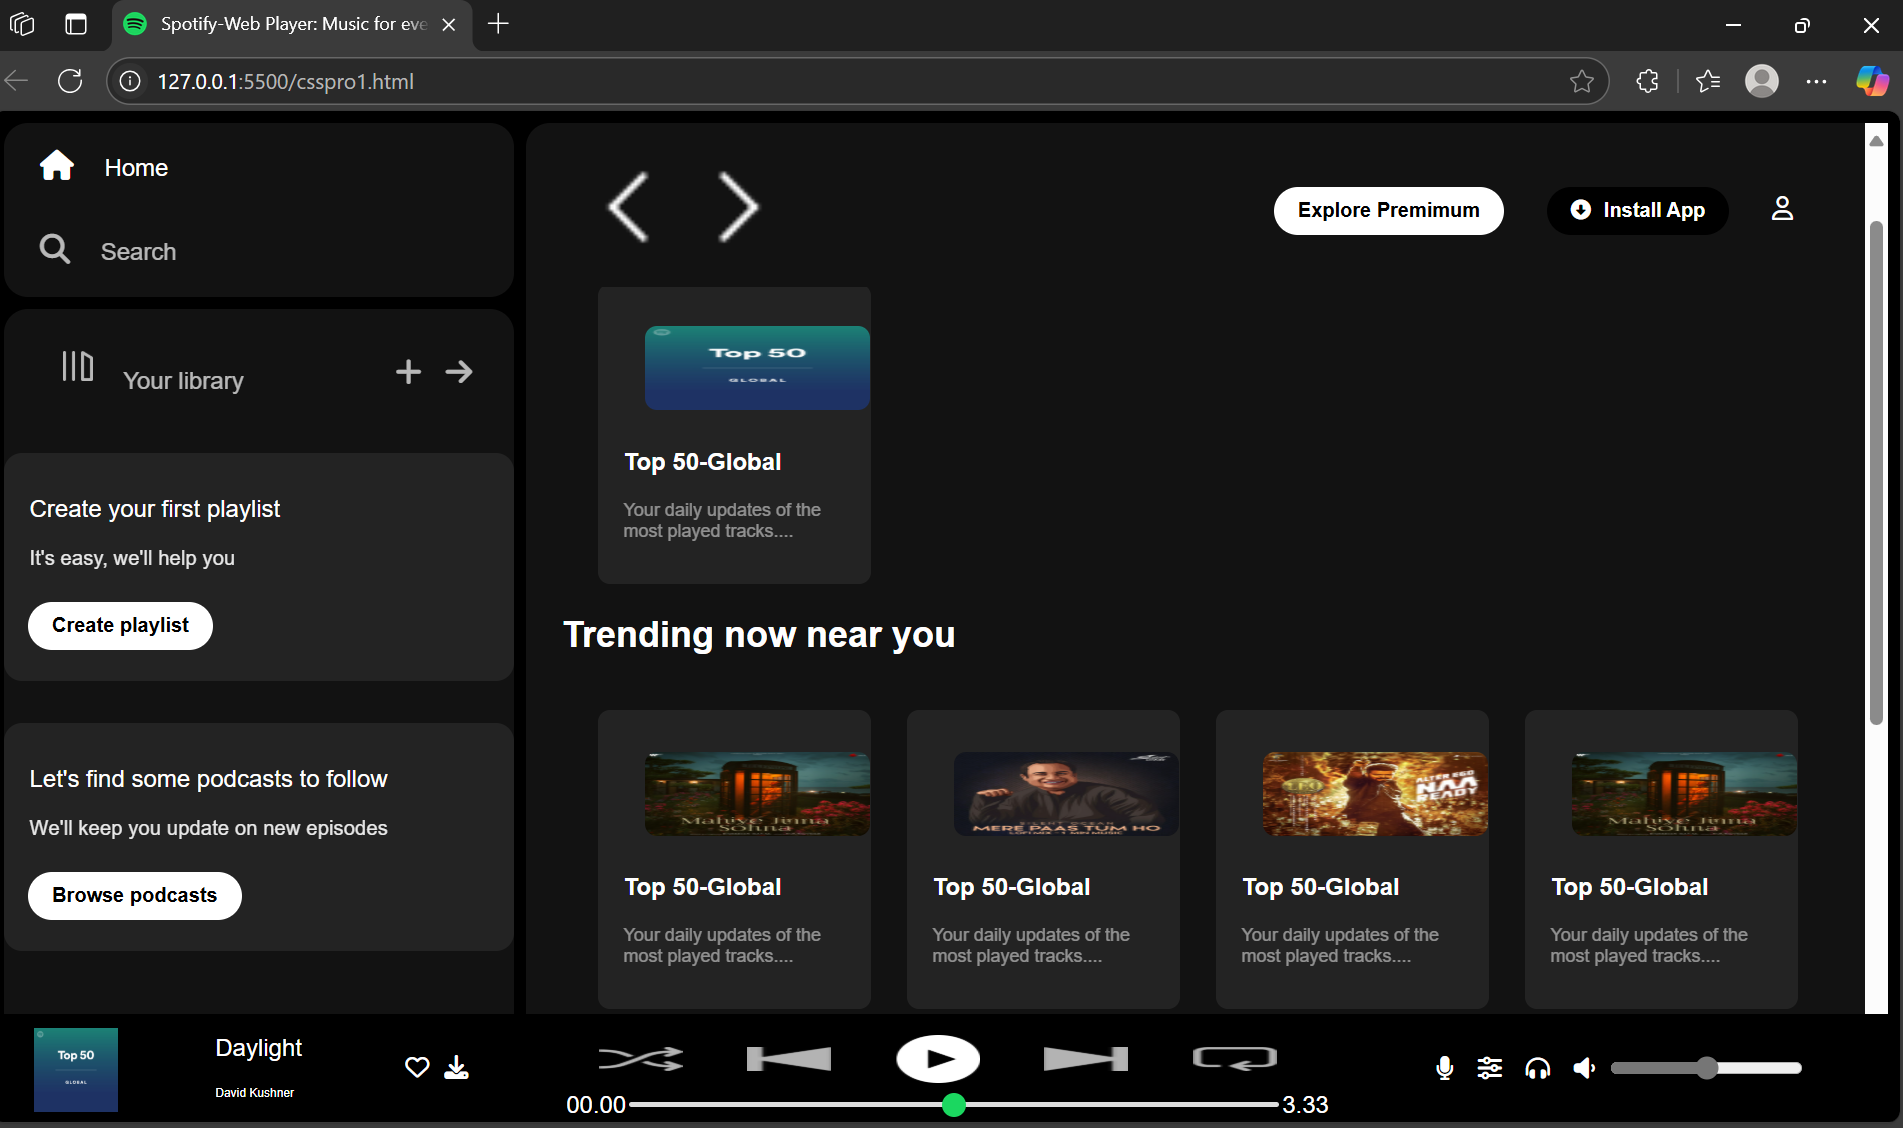 Spotify-Web Player: Music for eve
127.0.0.1:5500/csspro1.html
Home
Search
Your library
Create your first playlist
It's easy, we'll help you
Create playlist
Let's find some podcasts to follow
We'll keep you update on new episodes
Browse podcasts
Explore Premimum
Install App
Top 50
GLOBAL
Top 50-Global
Your daily updates of the
most played tracks....
Trending now near you
Mahiye Jinna
Sohna
Top 50-Global
Your daily updates of the
most played tracks....
MERE PAAS TUM HO
Top 50-Global
Your daily updates of the
most played tracks....
ALTER EGO
NAA
READY
Top 50-Global
Your daily updates of the
most played tracks....
Mahiye Jinna
Sohna
Top 50-Global
Your daily updates of the
most played tracks....
Top 50
GLOBAL
Daylight
David Kushner
00.00
3.33